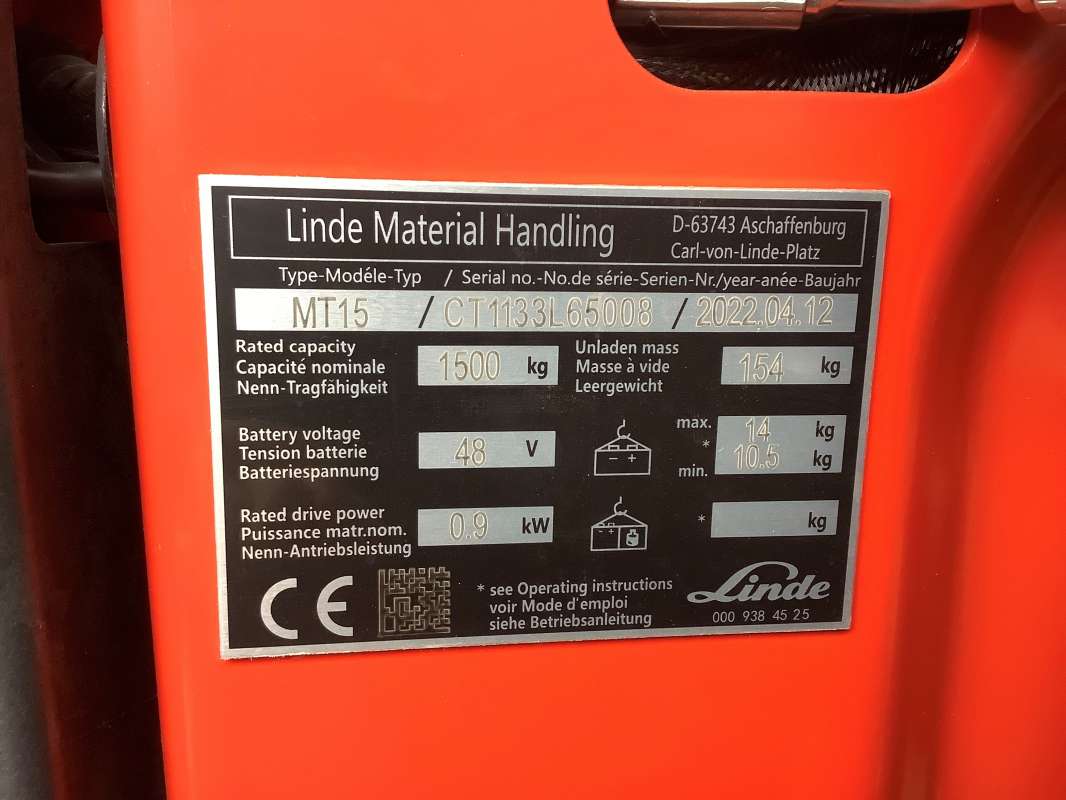 Linde Material Handling
D-63743 Aschaffenburg
Carl-von-Linde-Platz
Type-Modéle-Typ / Serial no.-No.de série-Serien-Nr./year-anée-Baujahr
MT15 / CT1133L65008 / 2022.04.12
Rated capacity
Capacité nominale
Nenn-Tragfähigkeit
1500 kg
Unladen mass
Masse à vide
Leergewicht
154 kg
Battery voltage
Tension batterie
Batteriespannung
48 V
- +
max. 14 kg
*
min. 10.5 kg
Rated drive power
Puissance matr.nom.
Nenn-Antriebsleistung
0.9 kW
- +
* kg
CE
* see Operating instructions
voir Mode d'emploi
siehe Betriebsanleitung
Linde
000 938 45 25